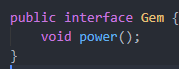 public interface Gem {
    void power();
}